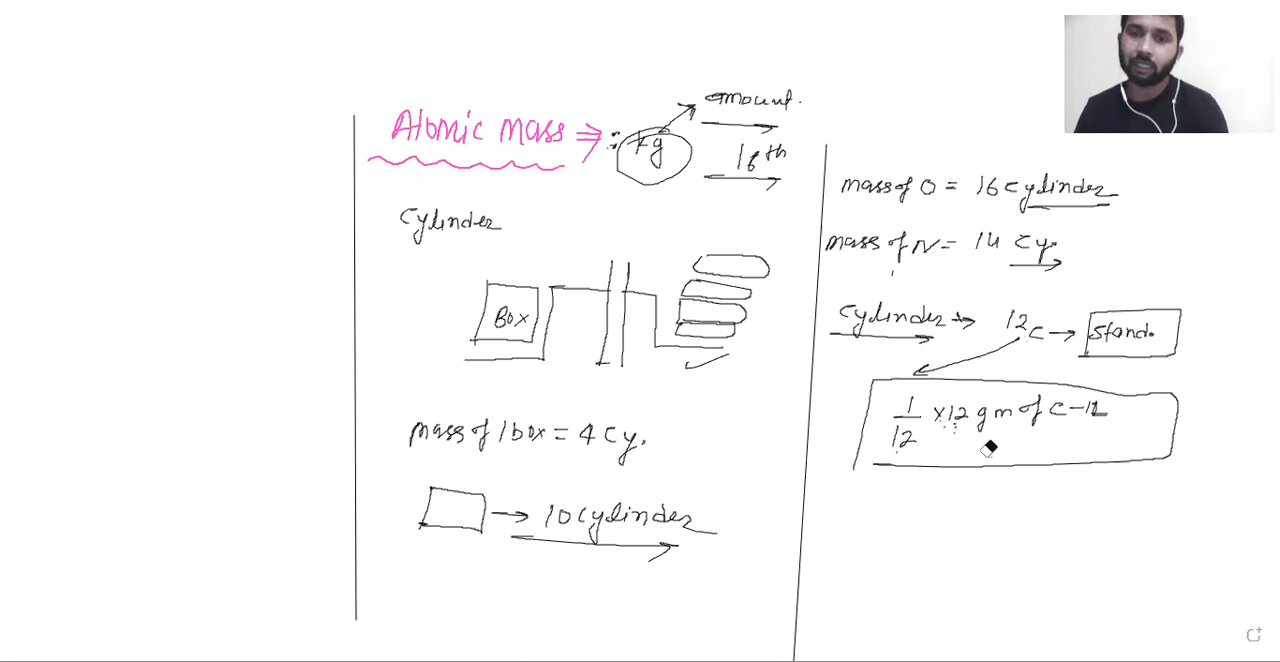 Atomic mass ⇒ : kg
amount.
18th
Cylinder
Box
mass of 1 box = 4 Cy.
→ 10 cylinder
mass of O = 16 cylinder
mass of N = 14 Cy.
Cylinder → 12C → Stand.
1/12 × 12 gm of C-12